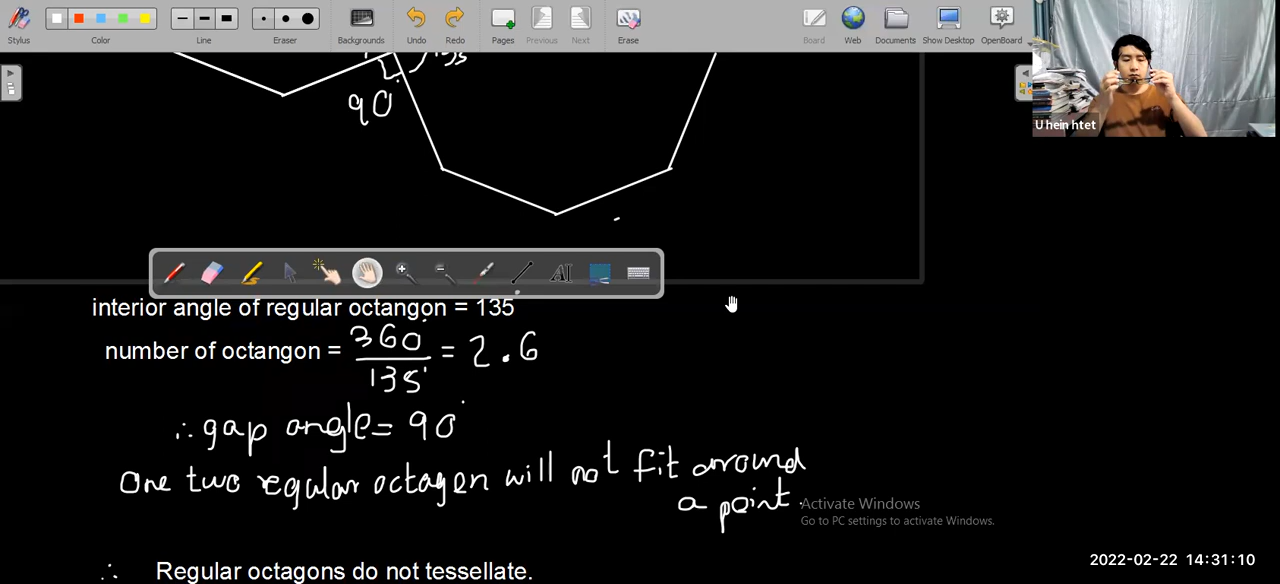 Stylus
Color
Line
Eraser
Backgrounds
Undo
Redo
Pages
Previous
Next
Erase
Board
Web
Documents
Show Desktop
OpenBoard
135
90
U hein htet
AI
interior angle of regular octangon = 135
number of octangon = 360/135 = 2.6
∴ gap angle = 90°
One two regular octagen will not fit around
a point.
Activate Windows
Go to PC settings to activate Windows.
2022-02-22 14:31:10
∴ Regular octagons do not tessellate.